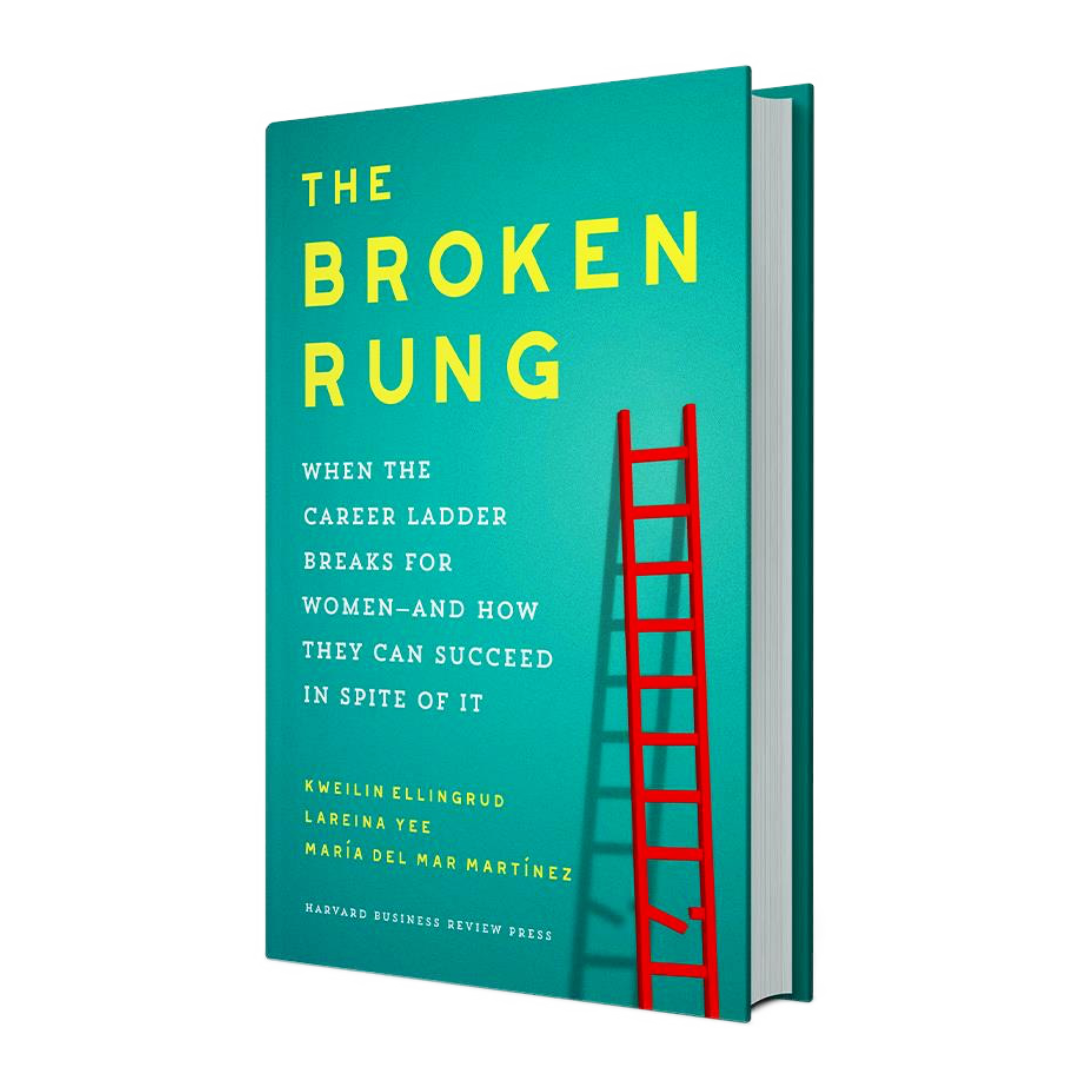 THE
BROKEN
RUNG
WHEN THE
CAREER LADDER
BREAKS FOR
WOMEN—AND HOW
THEY CAN SUCCEED
IN SPITE OF IT
KWEILIN ELLINGRUD
LAREINA YEE
MARÍA DEL MAR MARTÍNEZ
HARVARD BUSINESS REVIEW PRESS